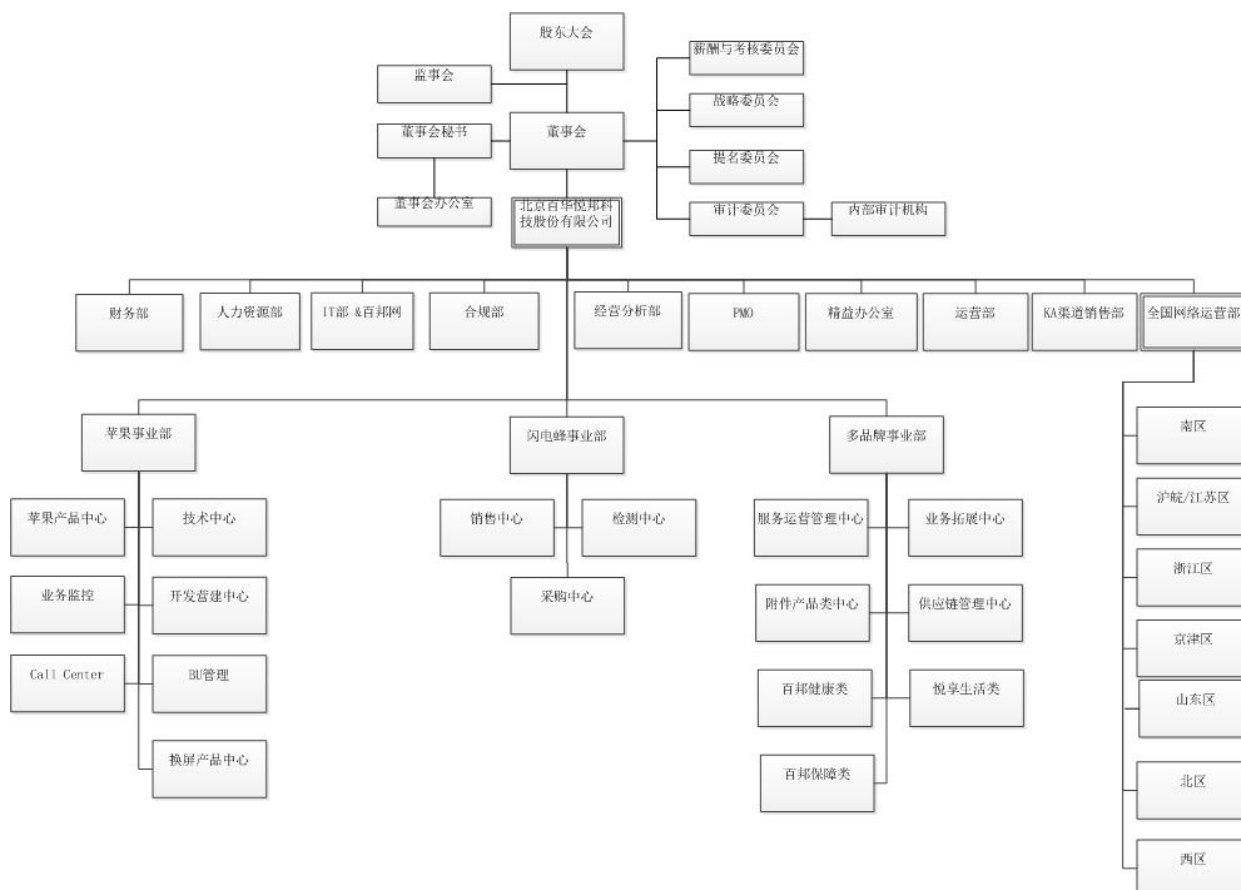 股东大会
监事会
薪酬与考核委员会
战略委员会
董事会秘书
董事会
提名委员会
董事会办公室
北京百华悦邦科
技股份有限公司
审计委员会
内部审计机构
财务部
人力资源部
IT部 &百邦网
合规部
经营分析部
PMO
精益办公室
运营部
KA渠道销售部
全国网络运营部
苹果事业部
闪电蜂事业部
多品牌事业部
苹果产品中心
技术中心
业务监控
开发营建中心
Call Center
BU管理
换屏产品中心
销售中心
检测中心
采购中心
服务运营管理中心
业务拓展中心
附件产品类中心
供应链管理中心
百邦健康类
悦享生活类
百邦保障类
南区
沪皖/江苏区
浙江区
京津区
山东区
北区
西区